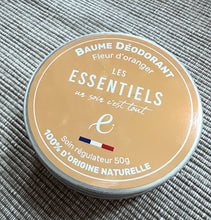 BAUME DÉODORANT
Fleur d'oranger
LES
ESSENTIELS
un soin c'est tout
e
Soin régulateur 50g
100% D'ORIGINE NATURELLE